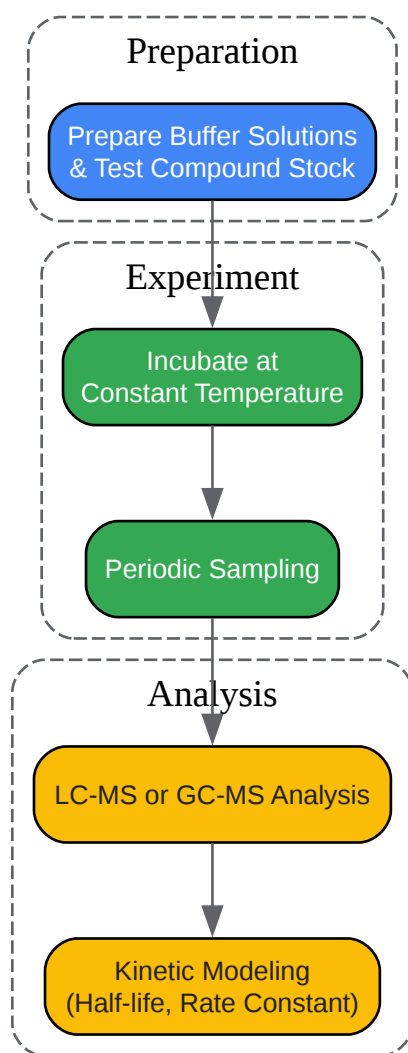 Preparation
Prepare Buffer Solutions
& Test Compound Stock
Experiment
Incubate at
Constant Temperature
Periodic Sampling
Analysis
LC-MS or GC-MS Analysis
Kinetic Modeling
(Half-life, Rate Constant)